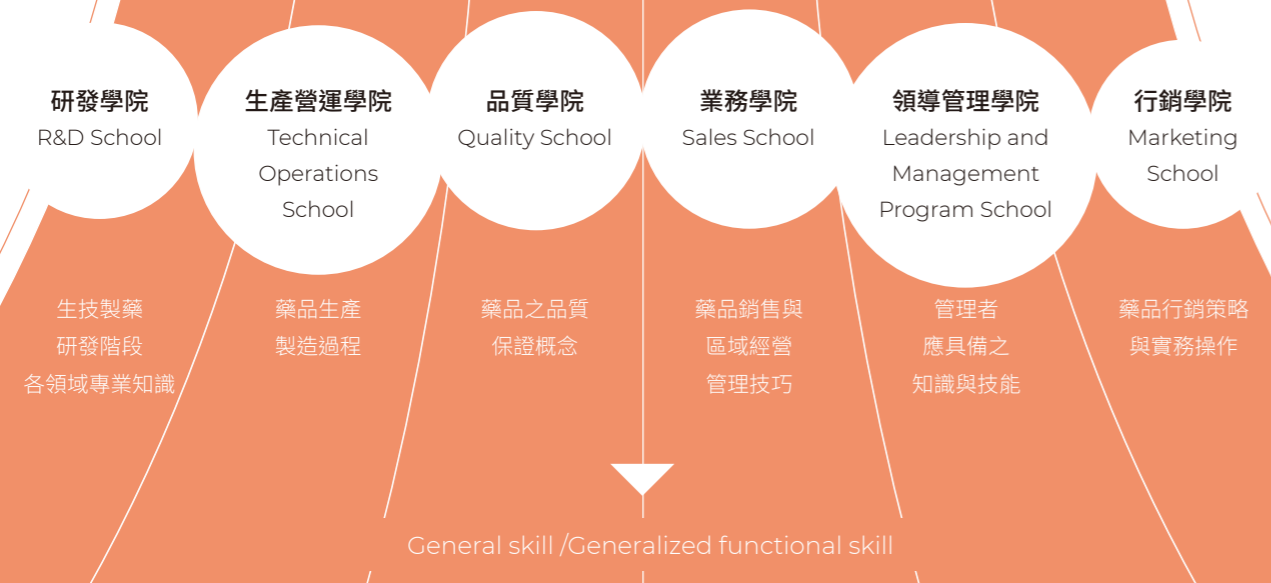 研發學院
R&D School
生技製藥
研發階段
各領域專業知識
生產營運學院
Technical
Operations
School
藥品生產
製造過程
品質學院
Quality School
藥品之品質
保證概念
業務學院
Sales School
藥品銷售與
區域經營
管理技巧
領導管理學院
Leadership and
Management
Program School
管理者
應具備之
知識與技能
行銷學院
Marketing
School
藥品行銷策略
與實務操作
General skill /Generalized functional skill